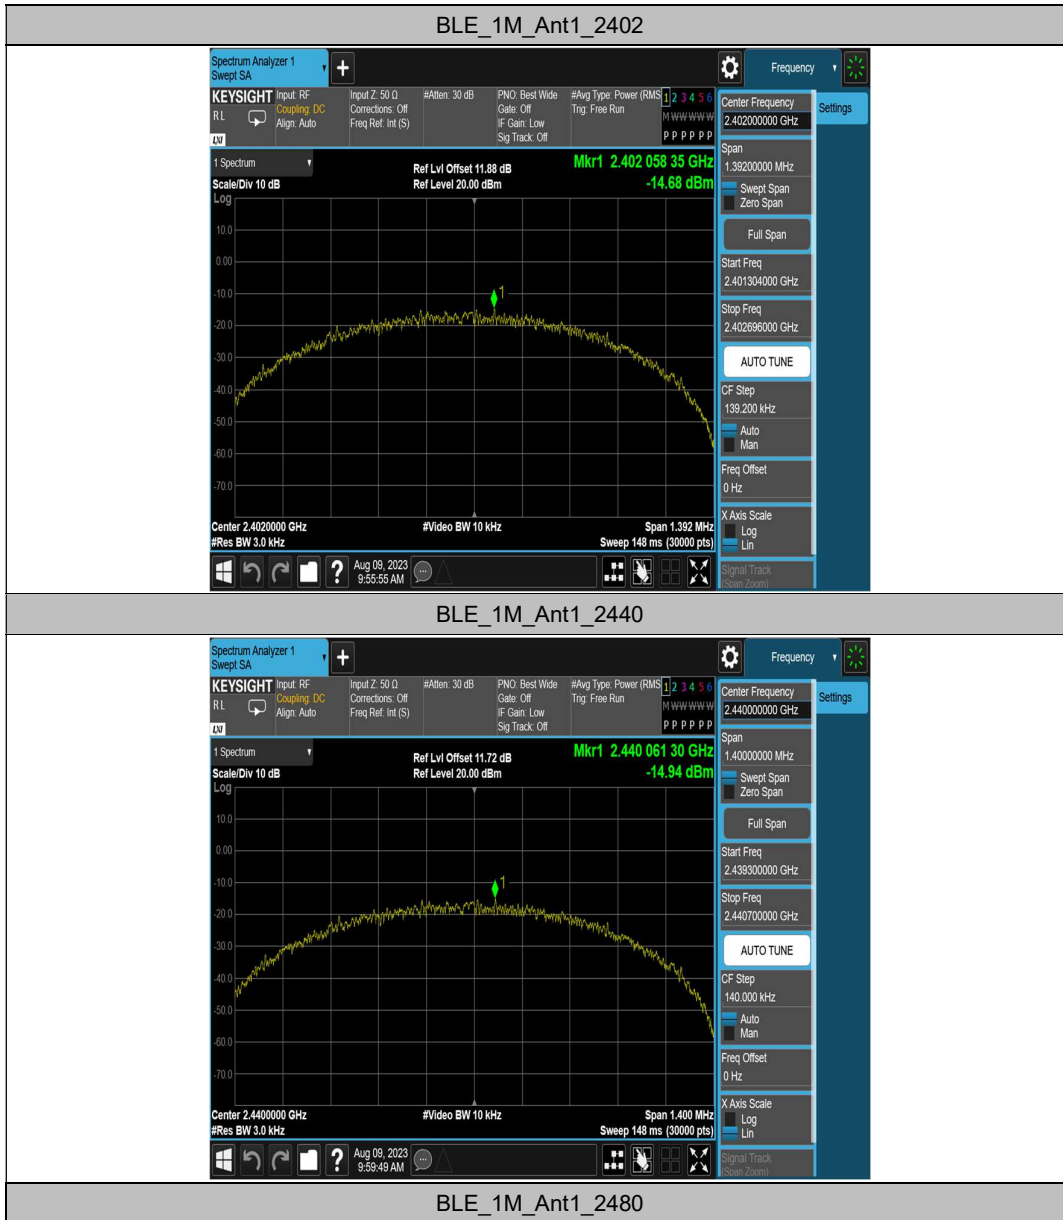 BLE_1M_Ant1_2402
Spectrum Analyzer 1
Swept SA
+
Frequency
KEYSIGHT
RL
LXI
Input: RF
Coupling: DC
Align: Auto
Input Z: 50 Ω
Corrections: Off
Freq Ref: Int (S)
#Atten: 30 dB
PNO: Best Wide
Gate: Off
IF Gain: Low
Sig Track: Off
#Avg Type: Power (RMS
Trig: Free Run
1 2 3 4 5 6
M W W W W W
P P P P P P
Center Frequency
2.402000000 GHz
Settings
Span
1.39200000 MHz
Swept Span
Zero Span
Full Span
Start Freq
2.401304000 GHz
Stop Freq
2.402696000 GHz
AUTO TUNE
CF Step
139.200 kHz
Auto
Man
Freq Offset
0 Hz
X Axis Scale
Log
Lin
Signal Track
(Span Zoom)
1 Spectrum
Scale/Div 10 dB
Ref Lvl Offset 11.88 dB
Ref Level 20.00 dBm
Mkr1 2.402 058 35 GHz
-14.68 dBm
Log
10.0
0.00
-10.0
-20.0
-30.0
-40.0
-50.0
-60.0
-70.0
1
Center 2.4020000 GHz
#Res BW 3.0 kHz
#Video BW 10 kHz
Span 1.392 MHz
Sweep 148 ms (30000 pts)
?
Aug 09, 2023
9:55:55 AM
BLE_1M_Ant1_2440
Spectrum Analyzer 1
Swept SA
+
Frequency
KEYSIGHT
RL
LXI
Input: RF
Coupling: DC
Align: Auto
Input Z: 50 Ω
Corrections: Off
Freq Ref: Int (S)
#Atten: 30 dB
PNO: Best Wide
Gate: Off
IF Gain: Low
Sig Track: Off
#Avg Type: Power (RMS
Trig: Free Run
1 2 3 4 5 6
M W W W W W
P P P P P P
Center Frequency
2.440000000 GHz
Settings
Span
1.40000000 MHz
Swept Span
Zero Span
Full Span
Start Freq
2.439300000 GHz
Stop Freq
2.440700000 GHz
AUTO TUNE
CF Step
140.000 kHz
Auto
Man
Freq Offset
0 Hz
X Axis Scale
Log
Lin
Signal Track
(Span Zoom)
1 Spectrum
Scale/Div 10 dB
Ref Lvl Offset 11.72 dB
Ref Level 20.00 dBm
Mkr1 2.440 061 30 GHz
-14.94 dBm
Log
10.0
0.00
-10.0
-20.0
-30.0
-40.0
-50.0
-60.0
-70.0
1
Center 2.4400000 GHz
#Res BW 3.0 kHz
#Video BW 10 kHz
Span 1.400 MHz
Sweep 148 ms (30000 pts)
?
Aug 09, 2023
9:59:49 AM
BLE_1M_Ant1_2480